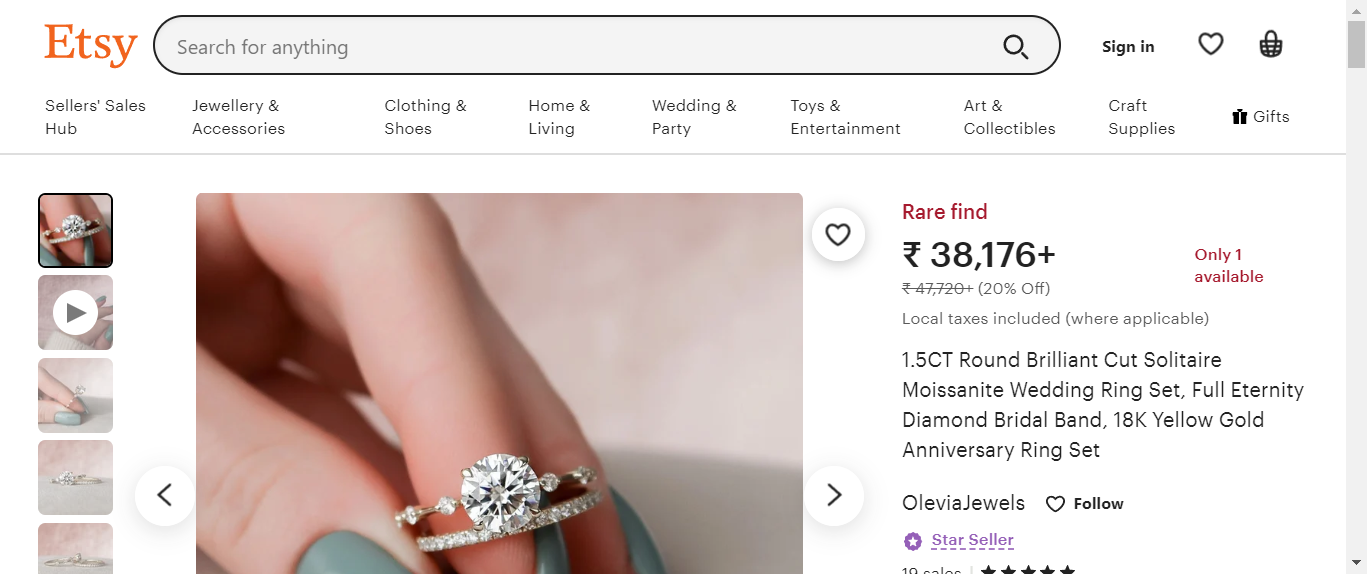 Etsy
Search for anything
Sign in
Sellers' Sales
Hub
Jewellery &
Accessories
Clothing &
Shoes
Home &
Living
Wedding &
Party
Toys &
Entertainment
Art &
Collectibles
Craft
Supplies
Gifts
Rare find
₹ 38,176+
Only 1
available
₹ 47,720+ (20% Off)
Local taxes included (where applicable)
1.5CT Round Brilliant Cut Solitaire
Moissanite Wedding Ring Set, Full Eternity
Diamond Bridal Band, 18K Yellow Gold
Anniversary Ring Set
OleviaJewels
Follow
Star Seller
19 sales |